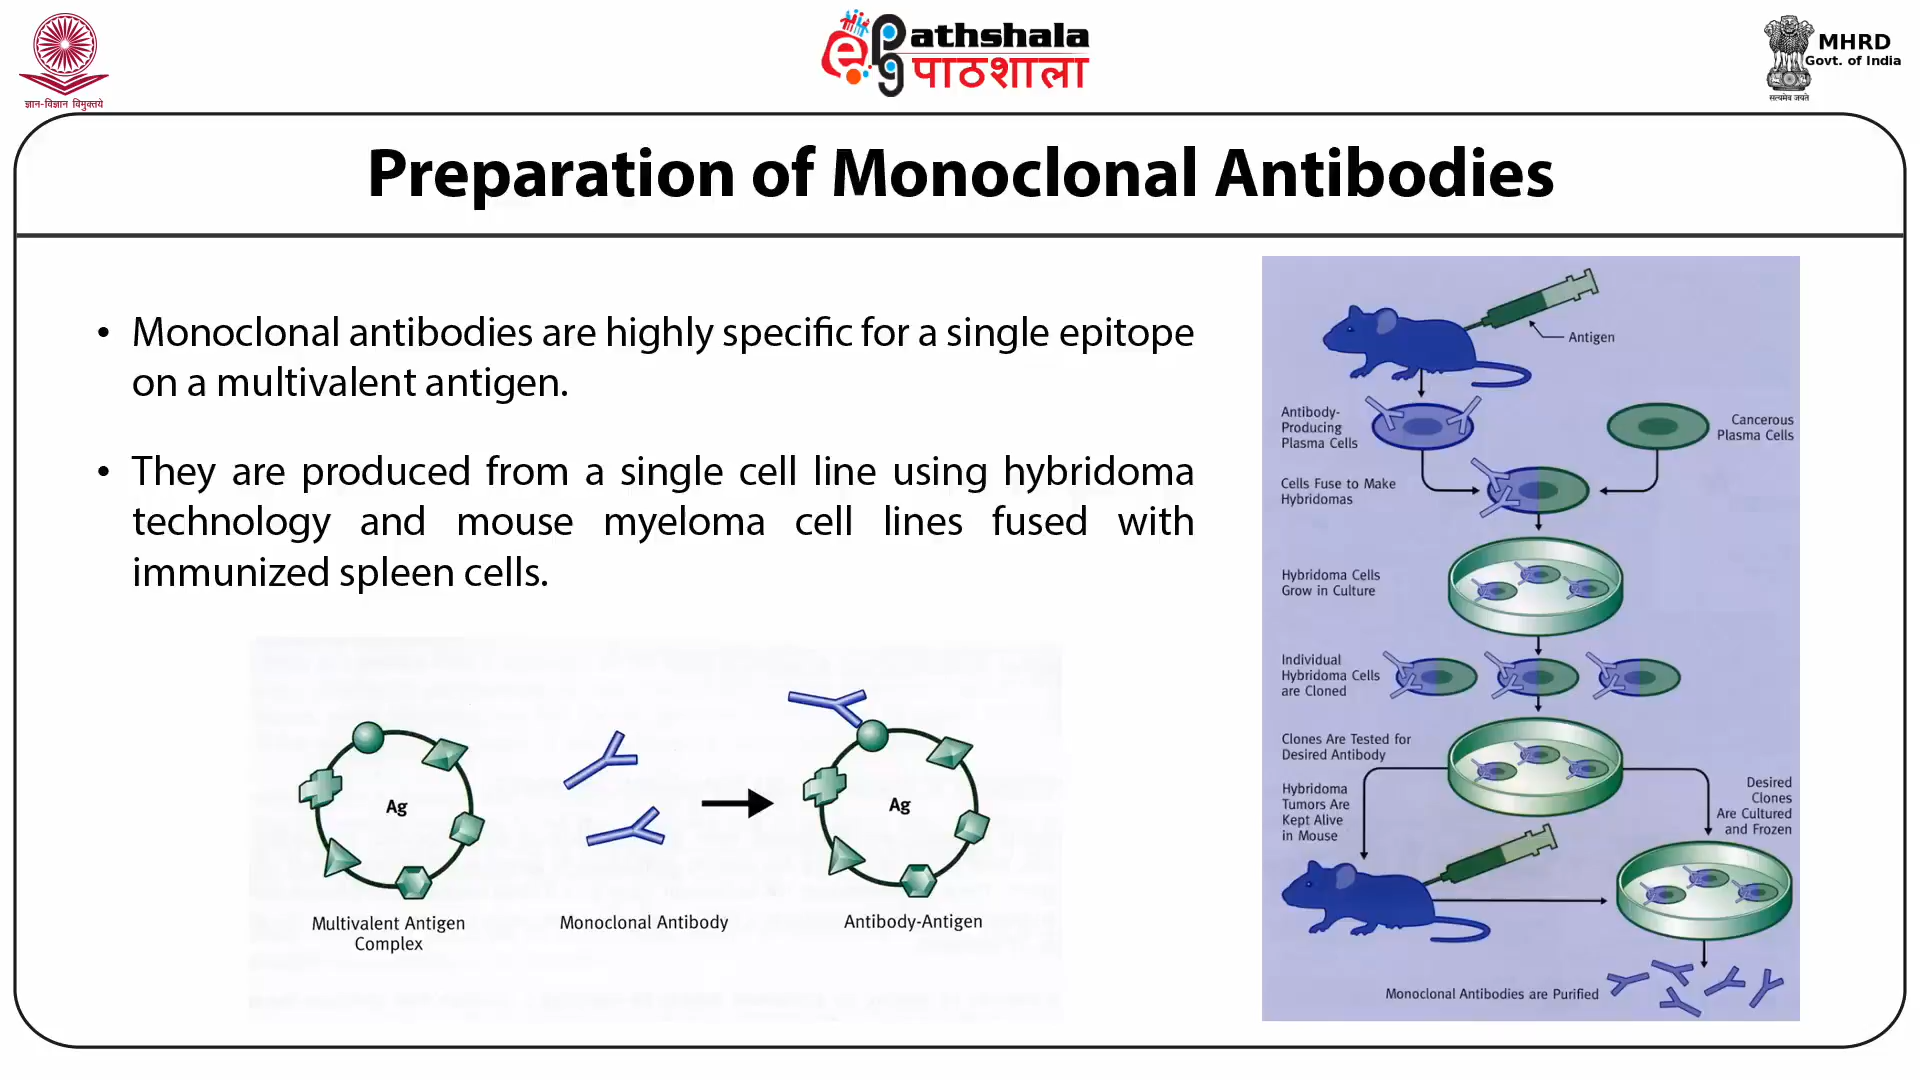 ज्ञान-विज्ञान विमुक्तये
ePathshala
पाठशाला
MHRD
Govt. of India
सत्यमेव जयते
Preparation of Monoclonal Antibodies
• Monoclonal antibodies are highly specific for a single epitope
on a multivalent antigen.
• They are produced from a single cell line using hybridoma
technology and mouse myeloma cell lines fused with
immunized spleen cells.
Ag
Ag
Multivalent Antigen
Complex
Monoclonal Antibody
Antibody-Antigen
Antigen
Antibody-
Producing
Plasma Cells
Cancerous
Plasma Cells
Cells Fuse to Make
Hybridomas
Hybridoma Cells
Grow in Culture
Individual
Hybridoma Cells
are Cloned
Clones Are Tested for
Desired Antibody
Hybridoma
Tumors Are
Kept Alive
in Mouse
Desired
Clones
Are Cultured
and Frozen
Monoclonal Antibodies are Purified